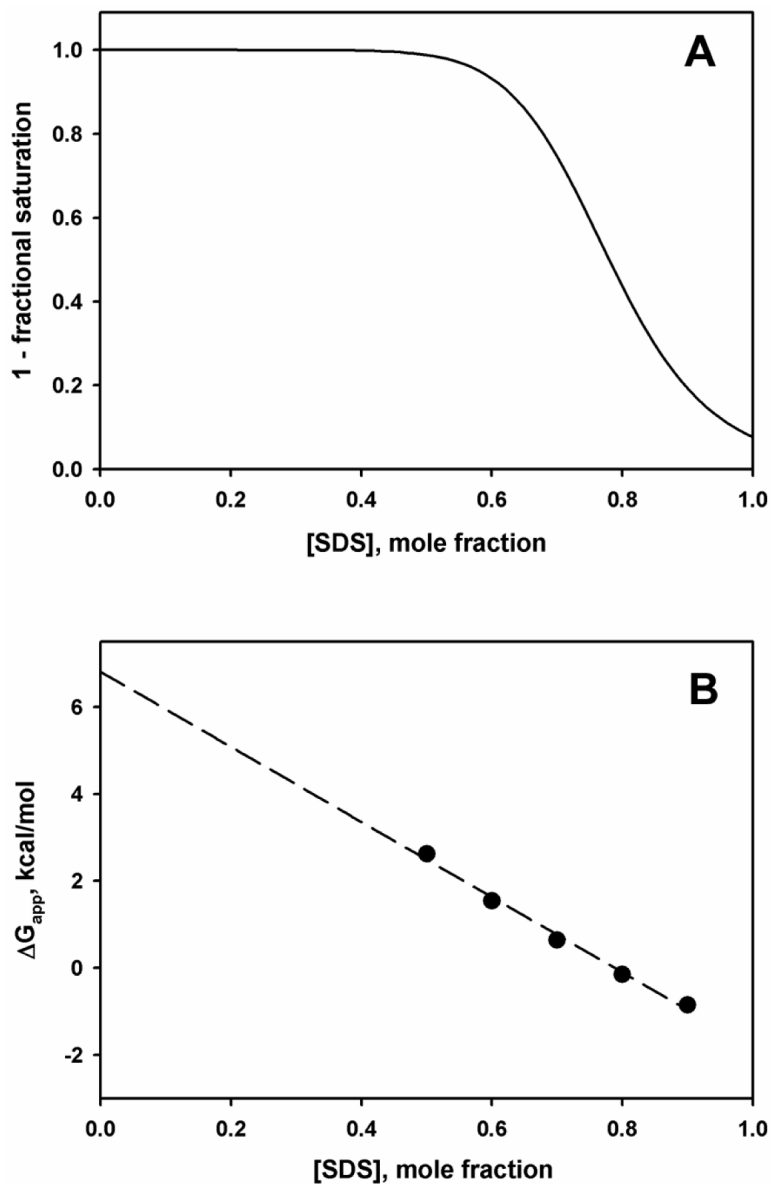 A
1 - fractional saturation
1.0
0.8
0.6
0.4
0.2
0.0
0.0 0.2 0.4 0.6 0.8 1.0
[SDS], mole fraction
B
ΔGapp, kcal/mol
6
4
2
0
-2
0.0 0.2 0.4 0.6 0.8 1.0
[SDS], mole fraction